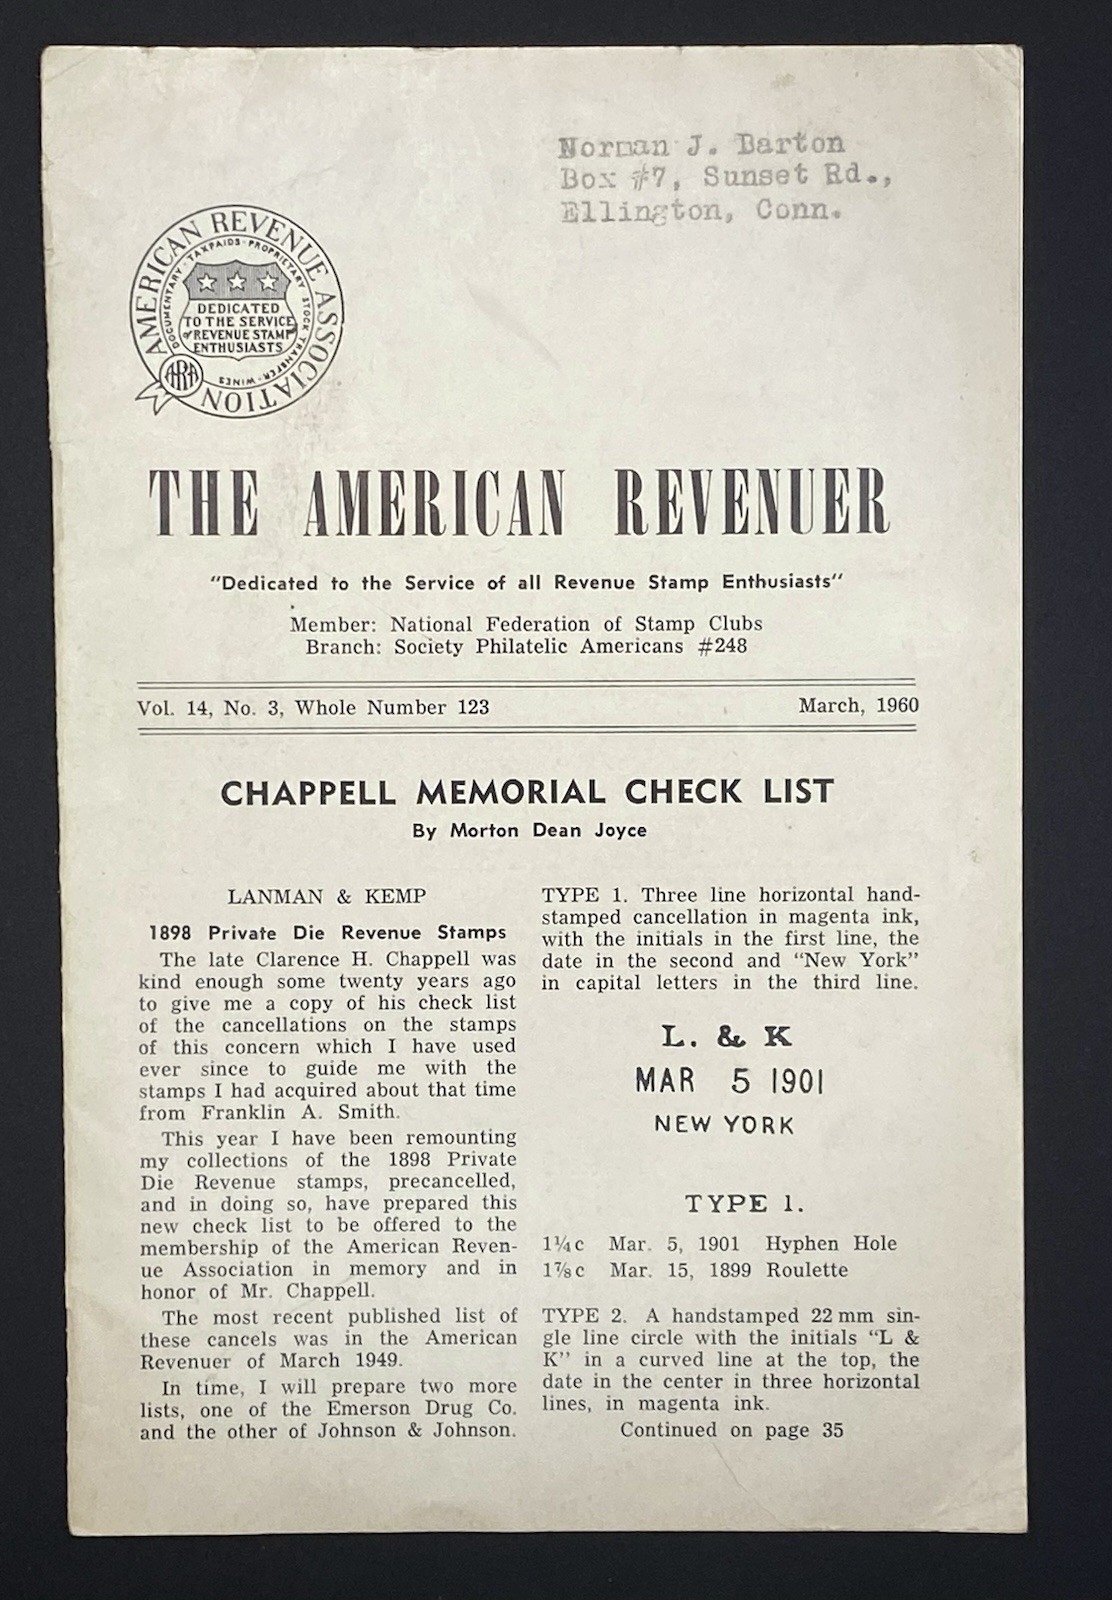 Norman J. Barton
Box #7, Sunset Rd.,
Ellington, Conn.
AMERICAN REVENUE ASSOCIATION
DOCUMENTARY · TAXPAIDS · PROPRIETARY · STOCK TRANSFER · WINES
DEDICATED
TO THE SERVICE
of REVENUE STAMP
ENTHUSIASTS
ARA
THE AMERICAN REVENUER
"Dedicated to the Service of all Revenue Stamp Enthusiasts"
Member: National Federation of Stamp Clubs
Branch: Society Philatelic Americans #248
Vol. 14, No. 3, Whole Number 123 March, 1960
CHAPPELL MEMORIAL CHECK LIST
By Morton Dean Joyce
LANMAN & KEMP
1898 Private Die Revenue Stamps
The late Clarence H. Chappell was
kind enough some twenty years ago
to give me a copy of his check list
of the cancellations on the stamps
of this concern which I have used
ever since to guide me with the
stamps I had acquired about that time
from Franklin A. Smith.
This year I have been remounting
my collections of the 1898 Private
Die Revenue stamps, precancelled,
and in doing so, have prepared this
new check list to be offered to the
membership of the American Reven-
ue Association in memory and in
honor of Mr. Chappell.
The most recent published list of
these cancels was in the American
Revenuer of March 1949.
In time, I will prepare two more
lists, one of the Emerson Drug Co.
and the other of Johnson & Johnson.
TYPE 1. Three line horizontal hand-
stamped cancellation in magenta ink,
with the initials in the first line, the
date in the second and "New York"
in capital letters in the third line.
L. & K
MAR 5 1901
NEW YORK
TYPE 1.
1¼c Mar. 5, 1901 Hyphen Hole
1⅞c Mar. 15, 1899 Roulette
TYPE 2. A handstamped 22 mm sin-
gle line circle with the initials "L &
K" in a curved line at the top, the
date in the center in three horizontal
lines, in magenta ink.
Continued on page 35